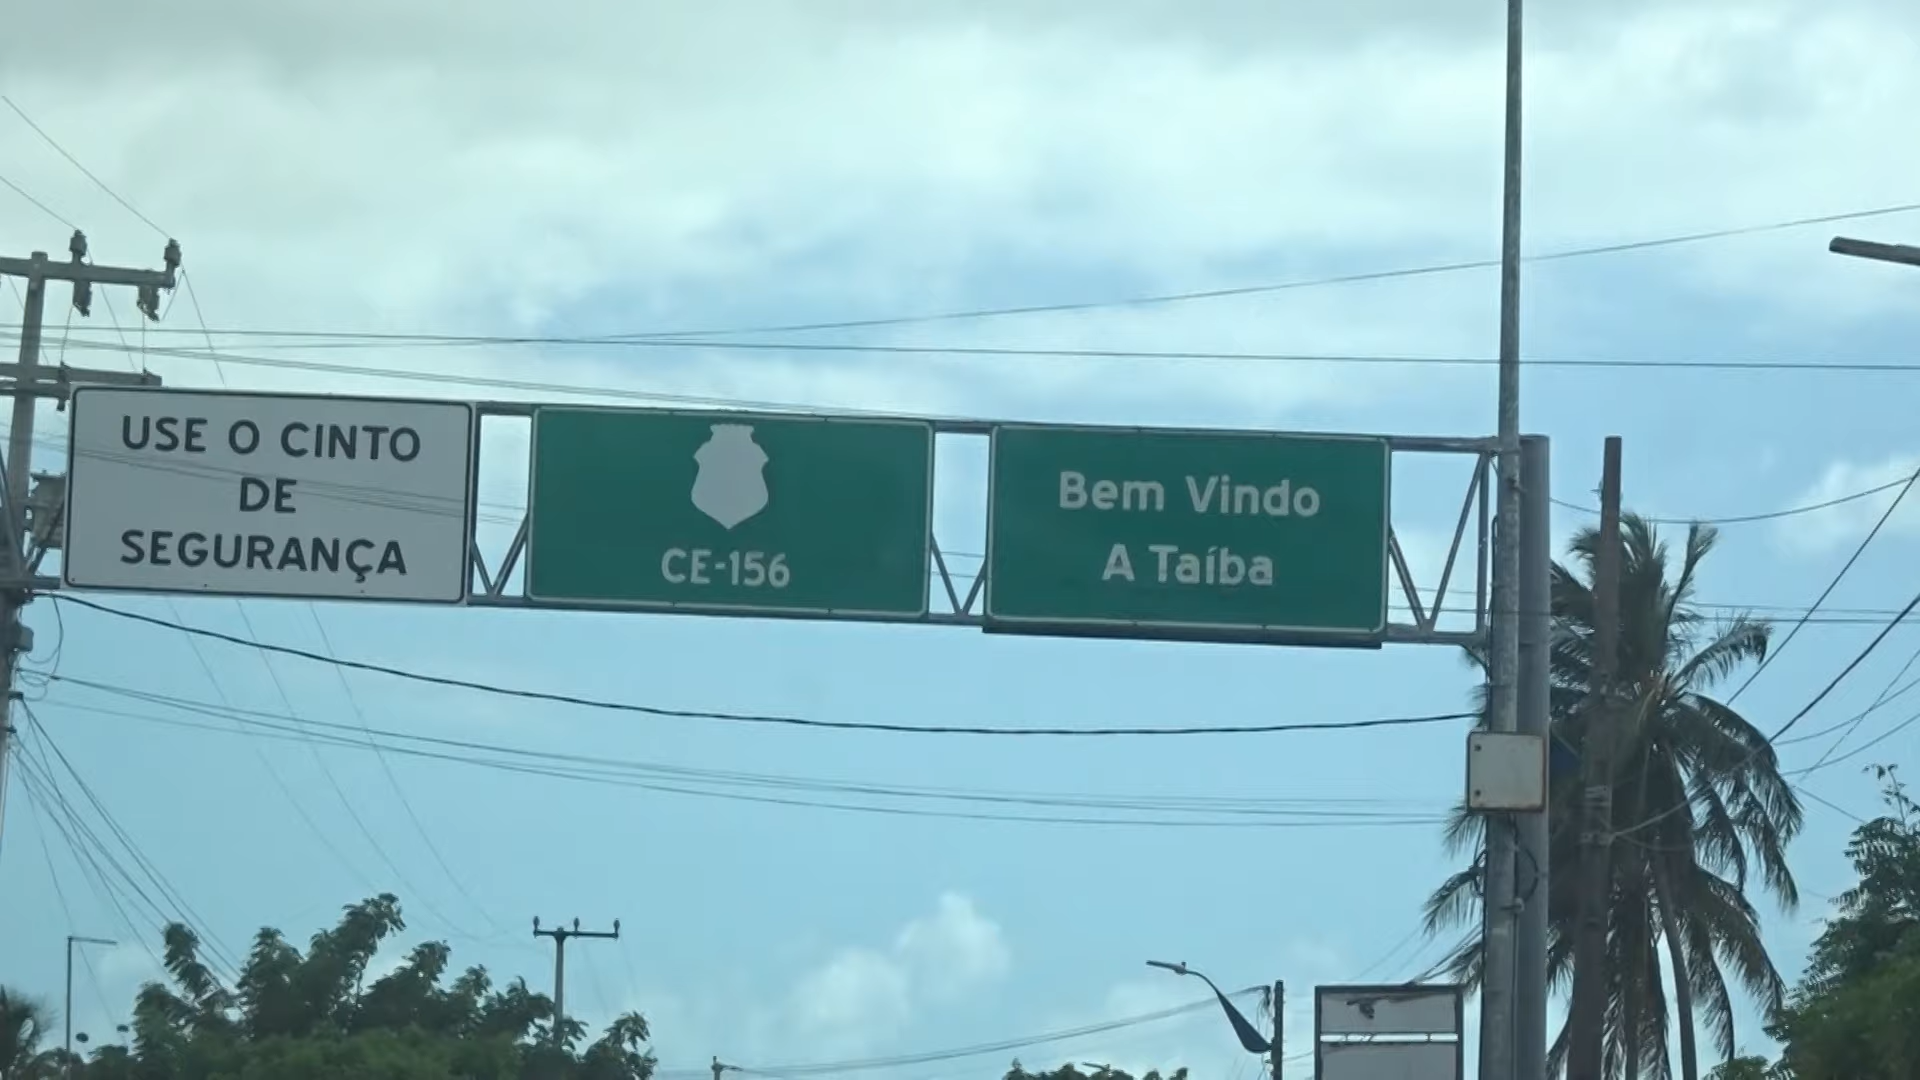 USE O CINTO
DE
SEGURANÇA
CE-156
Bem Vindo
A Taíba